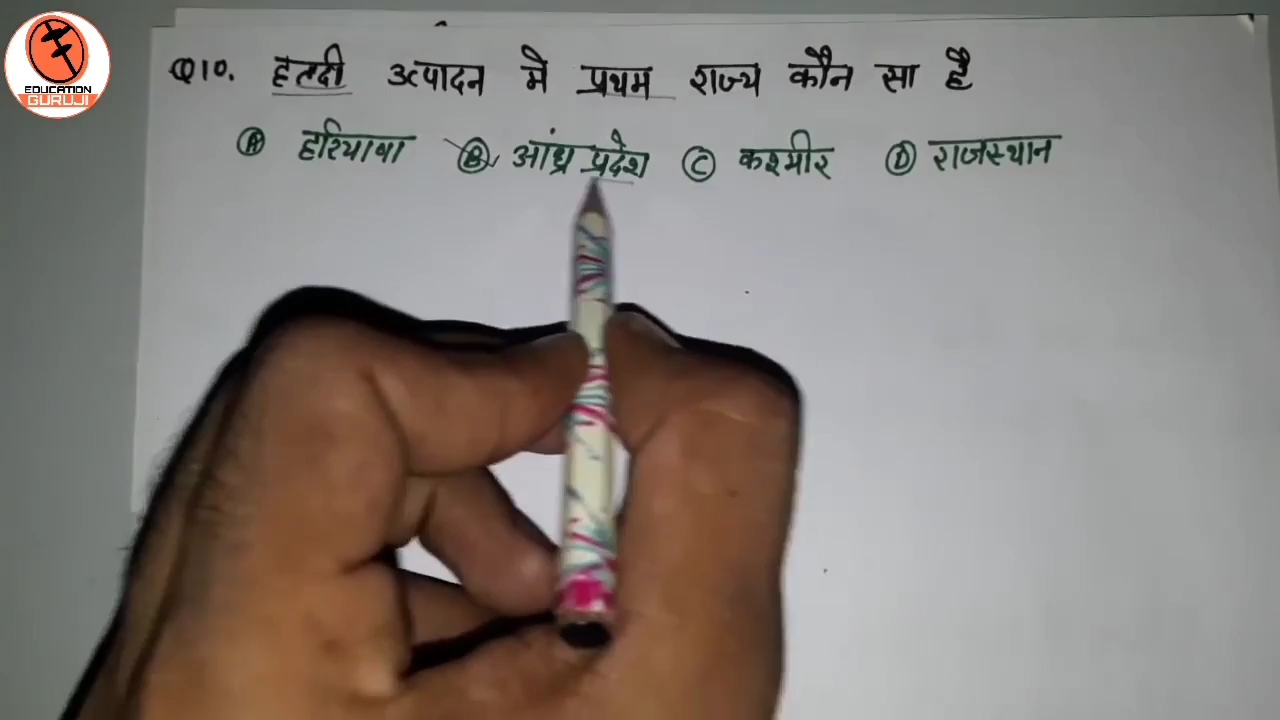 EDUCATION
GURUJI
Q10. हल्दी उत्पादन में प्रथम राज्य कौन सा है
A हरियाणा B आंध्र प्रदेश C कश्मीर D राजस्थान